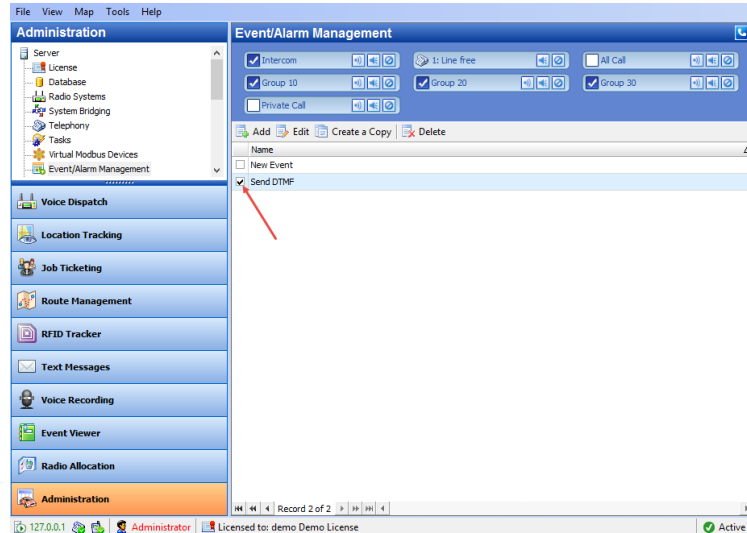 File View Map Tools Help
Administration
Server
License
Database
Radio Systems
System Bridging
Telephony
Tasks
Virtual Modbus Devices
Event/Alarm Management
Voice Dispatch
Location Tracking
Job Ticketing
Route Management
RFID Tracker
Text Messages
Voice Recording
Event Viewer
Radio Allocation
Administration
Event/Alarm Management
Intercom 1: Line free All Call
Group 10 Group 20 Group 30
Private Call
Add Edit Create a Copy Delete
Name
New Event
Send DTMF
Record 2 of 2
127.0.0.1 Administrator Licensed to: demo Demo License Active